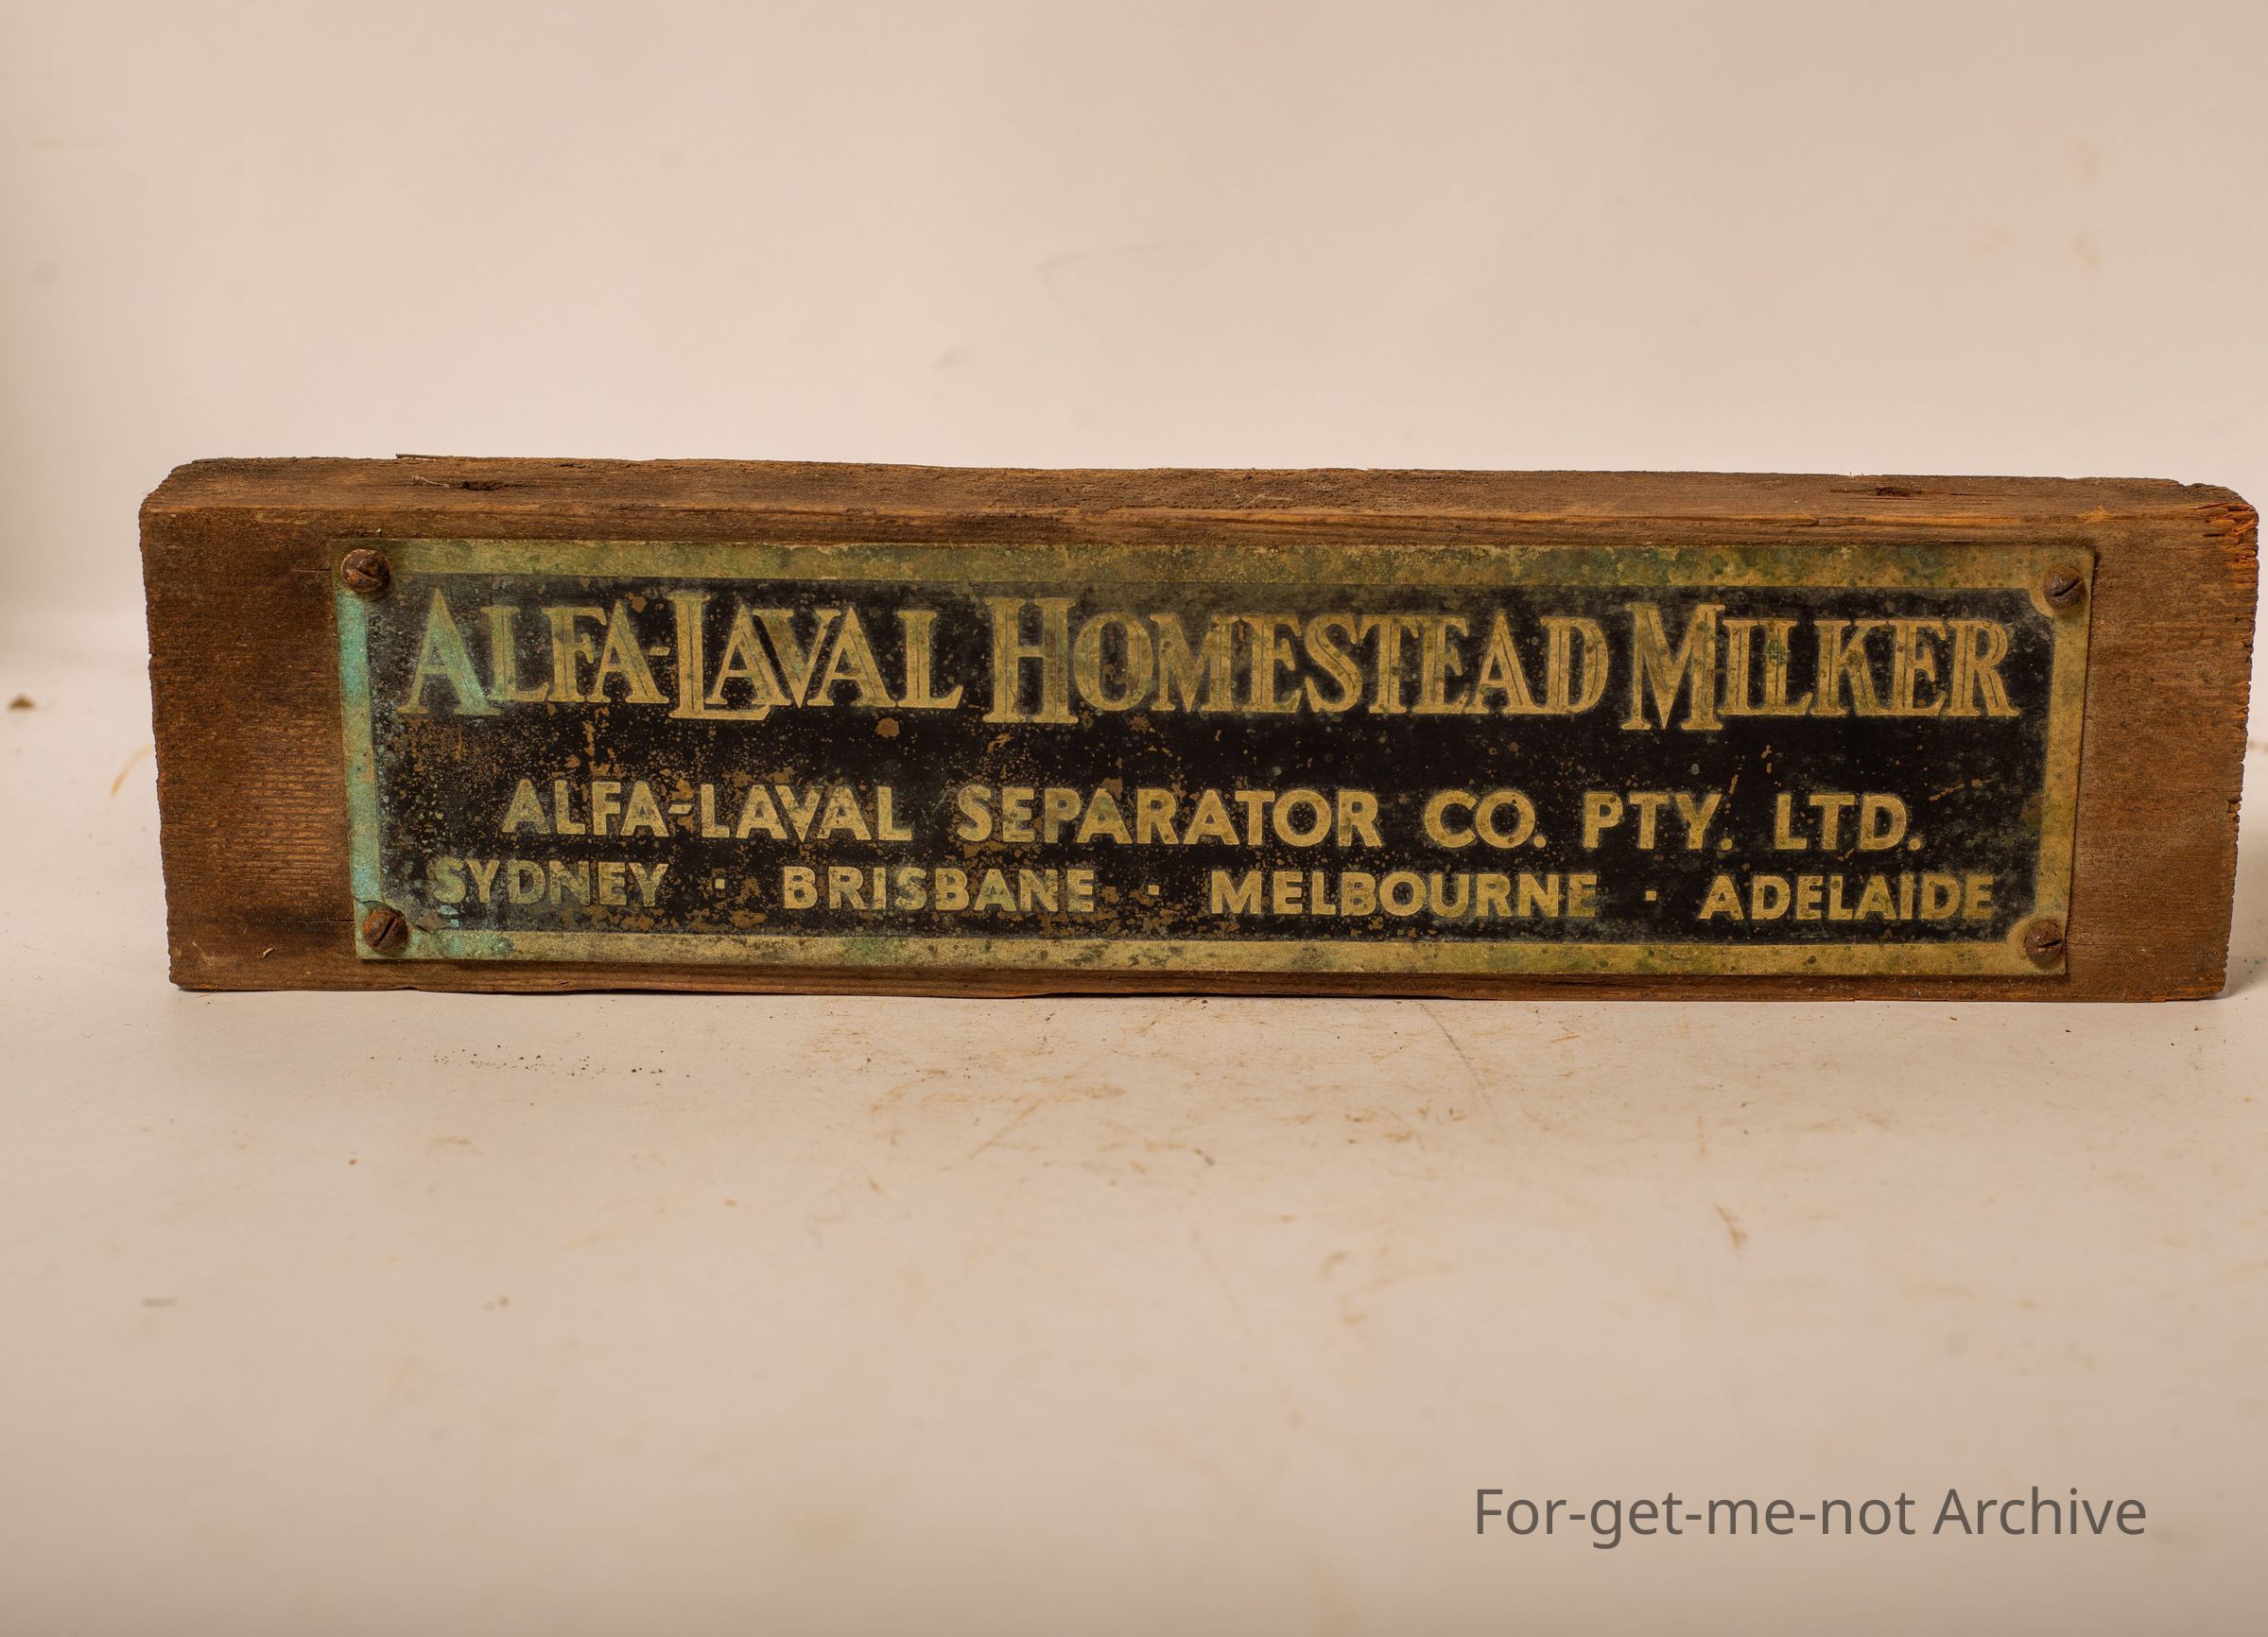 ALFA-LAVAL HOMESTEAD MILKER
ALFA-LAVAL SEPARATOR CO. PTY. LTD.
SYDNEY · BRISBANE · MELBOURNE · ADELAIDE
For-get-me-not Archive